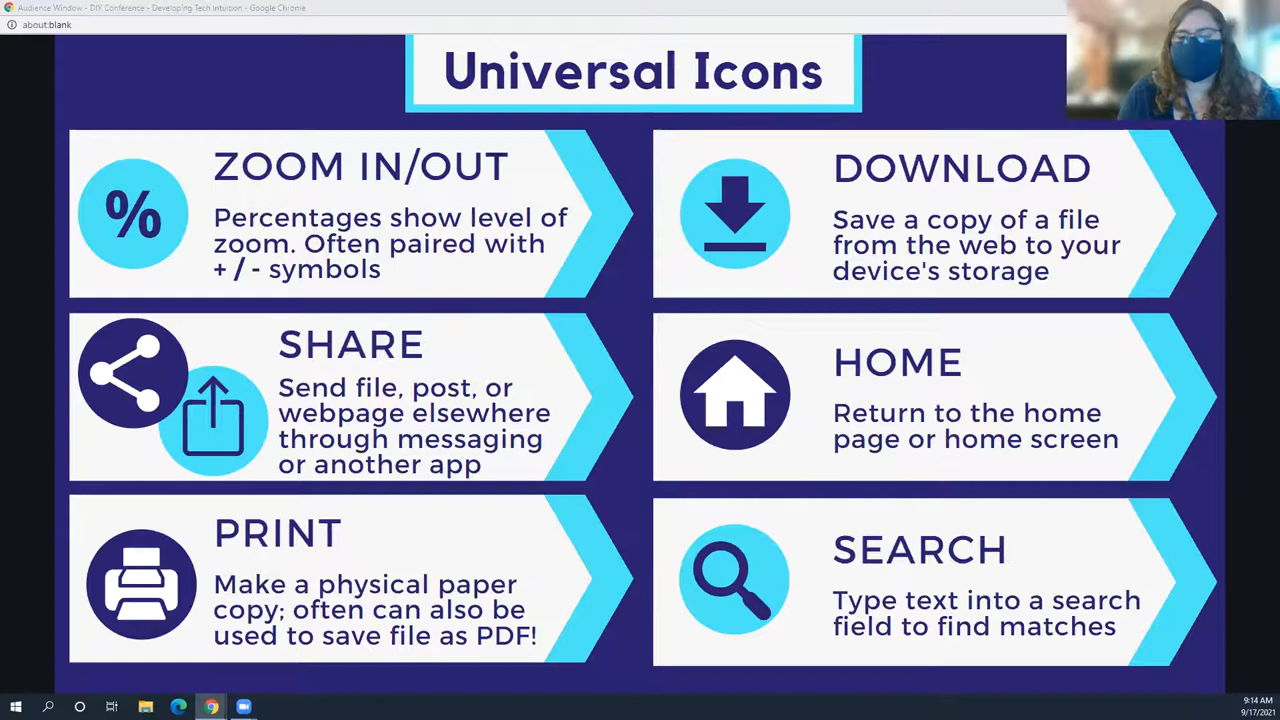 Audience Window - DIY Conference - Developing Tech Intuition - Google Chrome
about:blank
Universal Icons
ZOOM IN/OUT
%
Percentages show level of
zoom. Often paired with
+ / - symbols
DOWNLOAD
Save a copy of a file
from the web to your
device's storage
SHARE
Send file, post, or
webpage elsewhere
through messaging
or another app
HOME
Return to the home
page or home screen
PRINT
Make a physical paper
copy; often can also be
used to save file as PDF!
SEARCH
Type text into a search
field to find matches
9:14 AM
9/17/2021